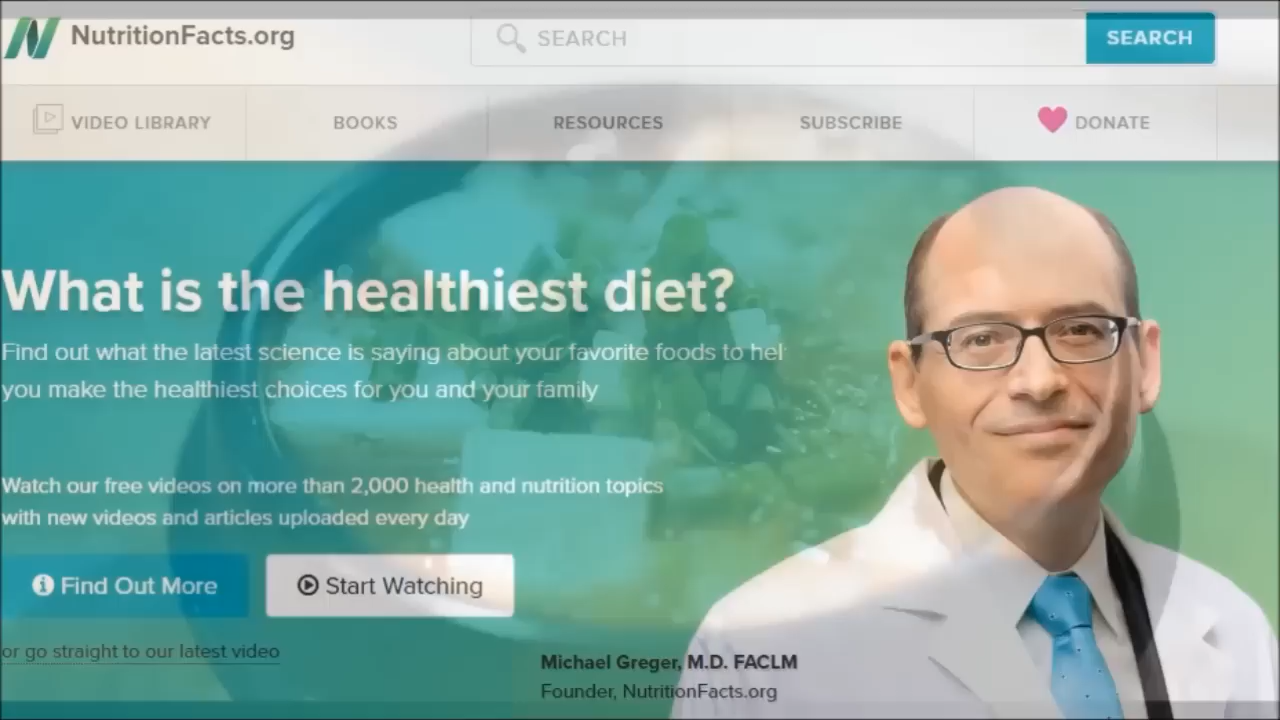 NutritionFacts.org
SEARCH
SEARCH
VIDEO LIBRARY
BOOKS
RESOURCES
SUBSCRIBE
DONATE
What is the healthiest diet?
Find out what the latest science is saying about your favorite foods to hel
you make the healthiest choices for you and your family
Watch our free videos on more than 2,000 health and nutrition topics
with new videos and articles uploaded every day
Find Out More
Start Watching
or go straight to our latest video
Michael Greger, M.D. FACLM
Founder, NutritionFacts.org